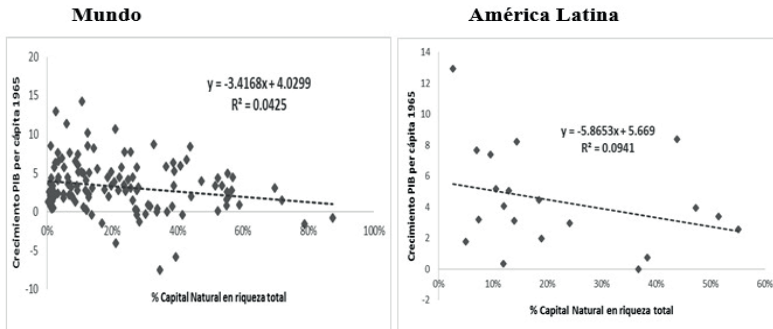 Mundo
América Latina
Crecimiento PIB per cápita 1965
20
15
10
5
0
-5
-10
y = -3.4168x + 4.0299
R² = 0.0425
0% 20% 40% 60% 80% 100%
% Capital Natural en riqueza total
Crecimiento PIB per cápita 1965
14
12
10
8
6
4
2
0
-2
y = -5.8653x + 5.669
R² = 0.0941
0% 10% 20% 30% 40% 50% 60%
% Capital Natural en riqueza total